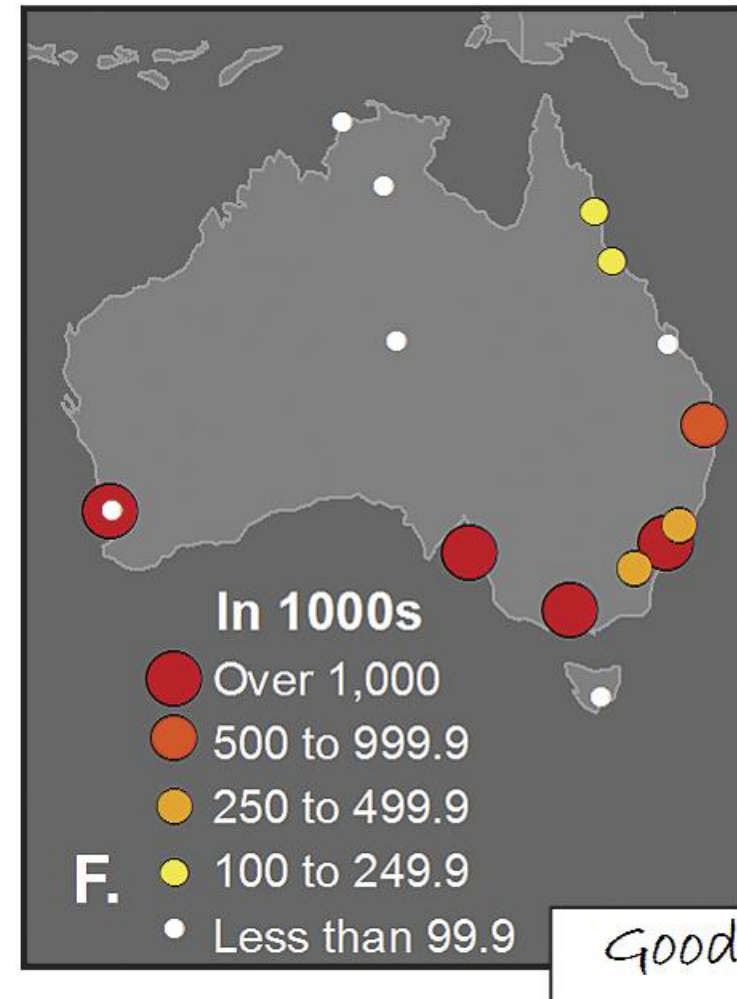 In 1000s
Over 1,000
500 to 999.9
250 to 499.9
100 to 249.9
F.
Less than 99.9
Good